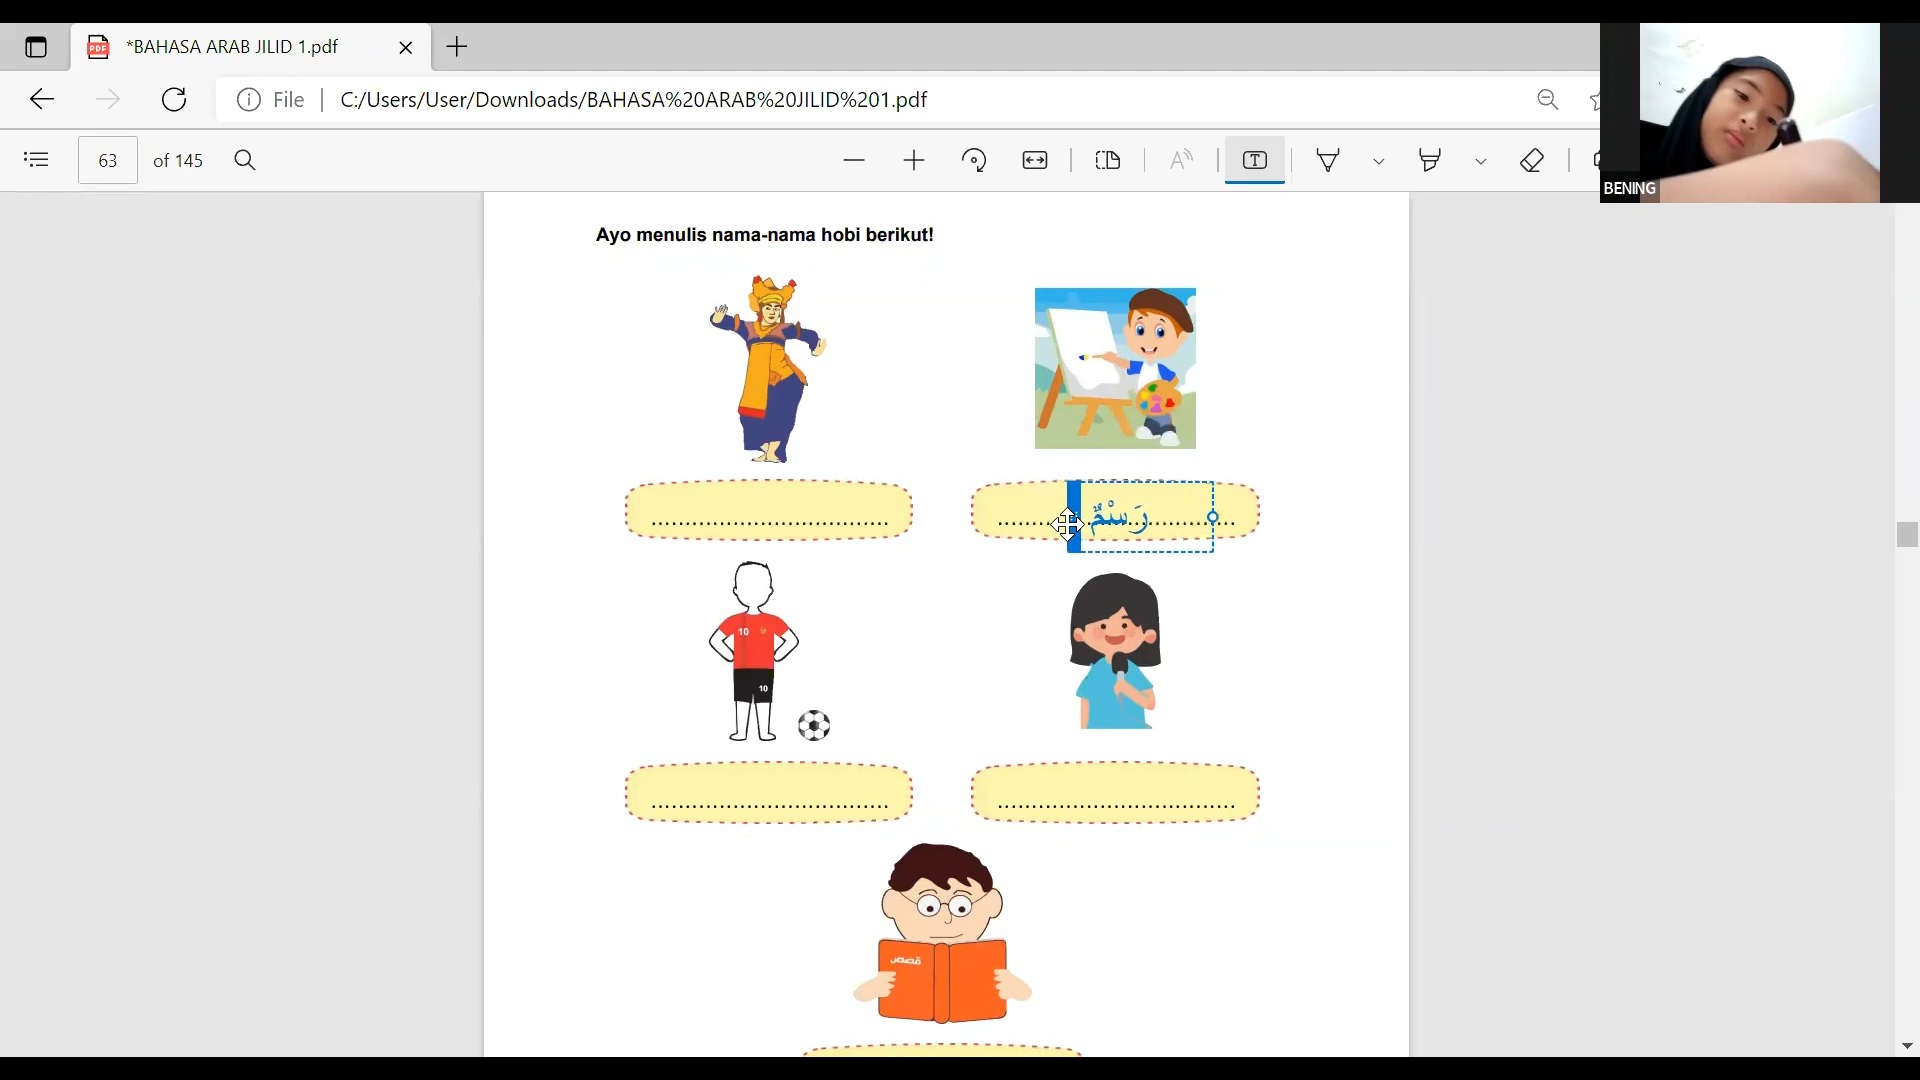 *BAHASA ARAB JILID 1.pdf
File
C:/Users/User/Downloads/BAHASA%20ARAB%20JILID%201.pdf
63 of 145
BENING
Ayo menulis nama-nama hobi berikut!
................................
رَسْمٌ
10
10
................................
................................
قصص